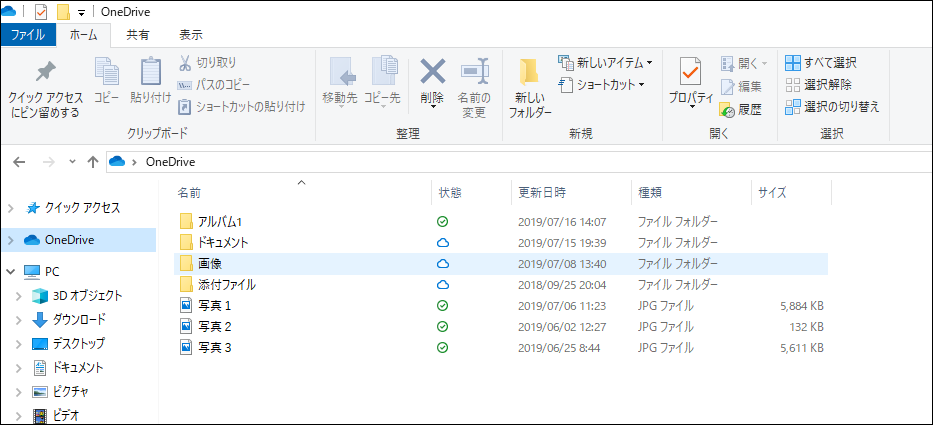 OneDrive
ファイル ホーム 共有 表示
クイック アクセス
にピン留めする
コピー
貼り付け
切り取り
パスのコピー
ショートカットの貼り付け
クリップボード
移動先
コピー先
削除
名前の
変更
整理
新しい
フォルダー
新しいアイテム
ショートカット
新規
プロパティ
開く
編集
履歴
開く
すべて選択
選択解除
選択の切り替え
選択
OneDrive
クイック アクセス
OneDrive
PC
3D オブジェクト
ダウンロード
デスクトップ
ドキュメント
ピクチャ
ビデオ
名前 状態 更新日時 種類 サイズ
アルバム1 2019/07/16 14:07 ファイル フォルダー
ドキュメント 2019/07/15 19:39 ファイル フォルダー
画像 2019/07/08 13:40 ファイル フォルダー
添付ファイル 2018/09/25 20:04 ファイル フォルダー
写真 1 2019/07/06 11:23 JPG ファイル 5,884 KB
写真 2 2019/06/02 12:27 JPG ファイル 132 KB
写真 3 2019/06/25 8:44 JPG ファイル 5,611 KB